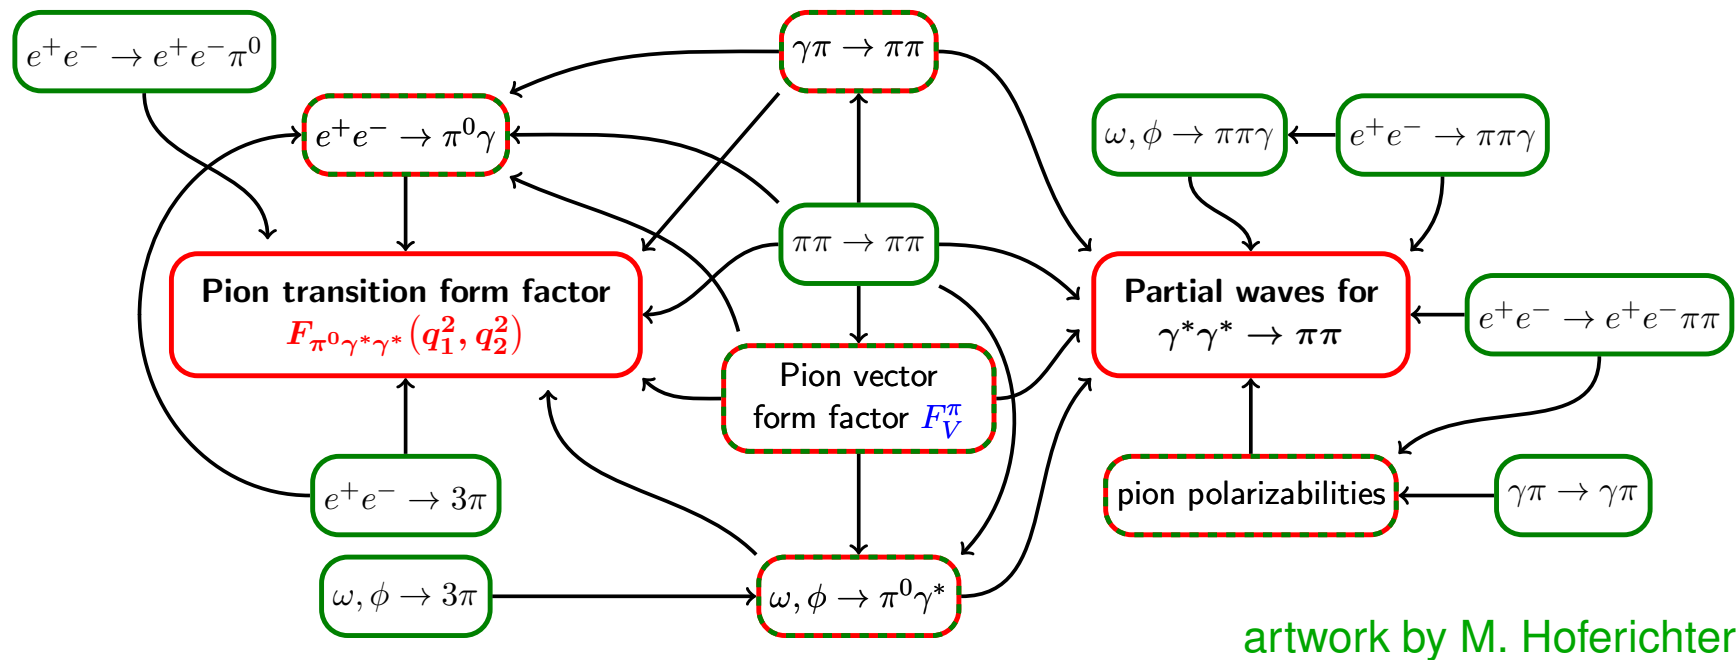 e⁺e⁻ → e⁺e⁻π⁰
γπ → ππ
e⁺e⁻ → π⁰γ
ω, ϕ → ππγ
e⁺e⁻ → ππγ
ππ → ππ
Pion transition form factor
F_{π⁰γ*γ*}(q₁², q₂²)
Partial waves for
γ*γ* → ππ
e⁺e⁻ → e⁺e⁻ππ
Pion vector
form factor F_V^π
e⁺e⁻ → 3π
pion polarizabilities
γπ → γπ
ω, ϕ → 3π
ω, ϕ → π⁰γ*
artwork by M. Hoferichter